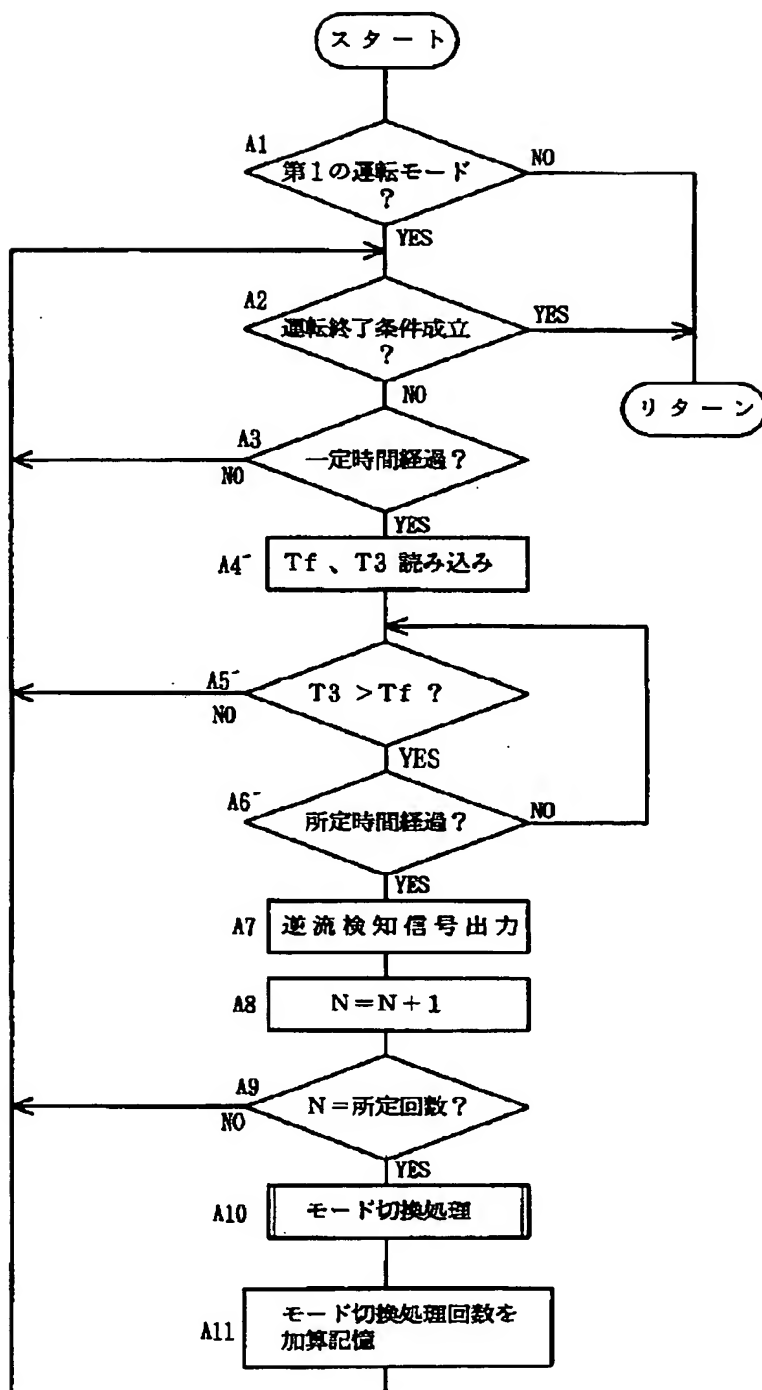 スタート
A1
第1の運転モード
?
NO
YES
A2
運転終了条件成立
?
YES
NO
リターン
A3
一定時間経過?
NO
YES
A4-
Tf、T3 読み込み
A5-
T3 >Tf ?
NO
YES
A6-
所定時間経過?
NO
YES
A7
逆流検知信号出力
A8
N=N+1
A9
N=所定回数?
NO
YES
A10
モード切換処理
A11
モード切換処理回数を
加算記憶